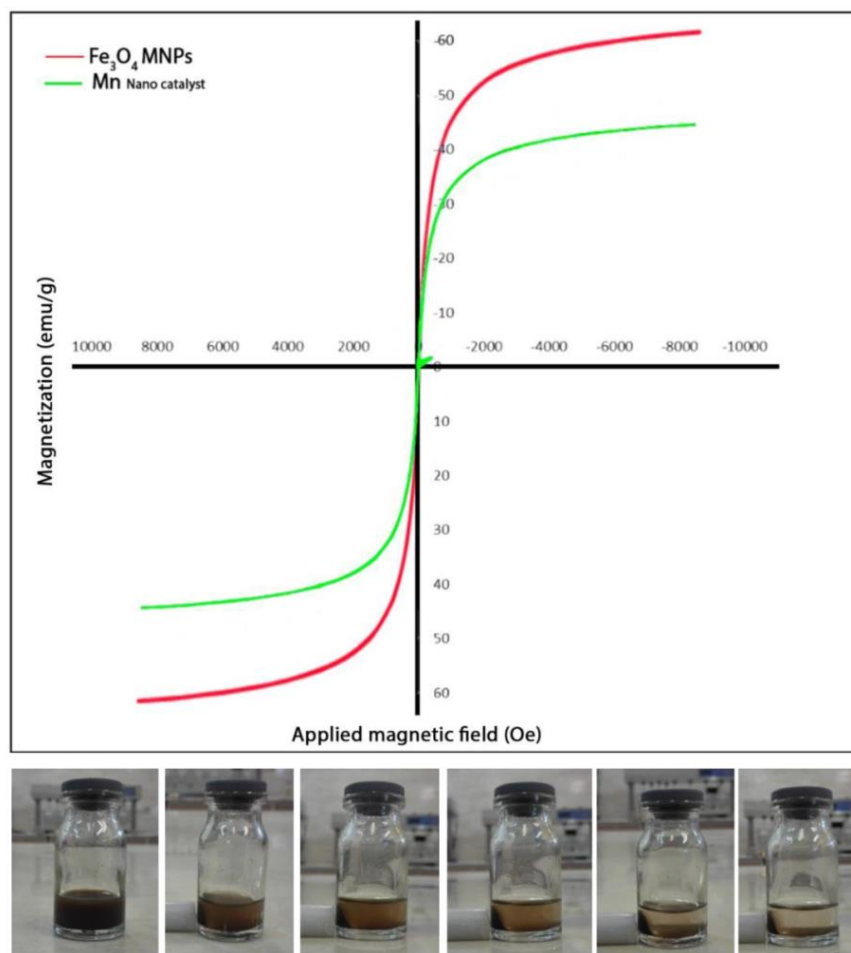 Fe₃O₄ MNPs
Mn Nano catalyst
-60
-50
-40
-30
-20
-10
10000 8000 6000 4000 2000 0 -2000 -4000 -6000 -8000 -10000
0
10
20
30
40
50
60
Magnetization (emu/g)
Applied magnetic field (Oe)